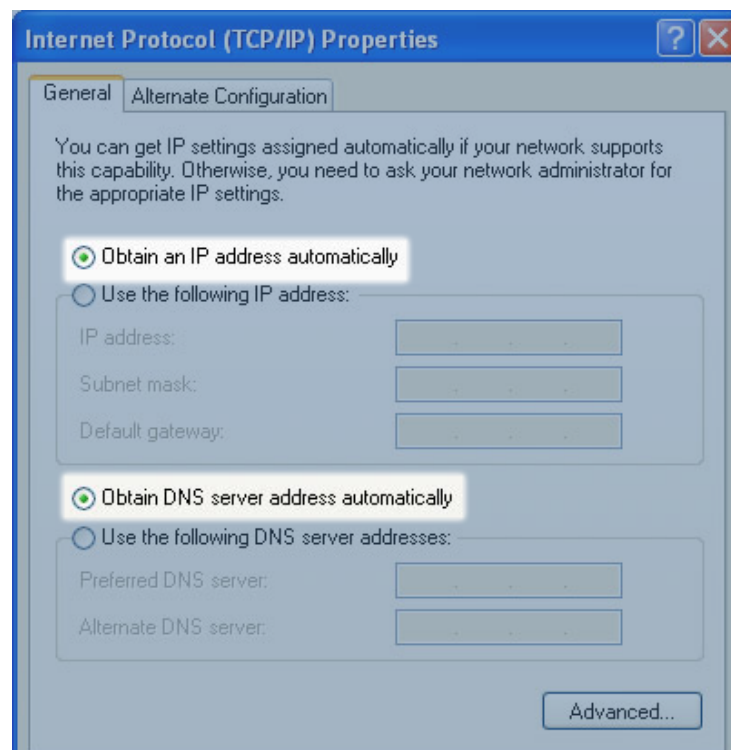 Internet Protocol (TCP/IP) Properties
General
Alternate Configuration
You can get IP settings assigned automatically if your network supports
this capability. Otherwise, you need to ask your network administrator for
the appropriate IP settings.
Obtain an IP address automatically
Use the following IP address:
IP address:
Subnet mask:
Default gateway:
Obtain DNS server address automatically
Use the following DNS server addresses:
Preferred DNS server:
Alternate DNS server:
Advanced...